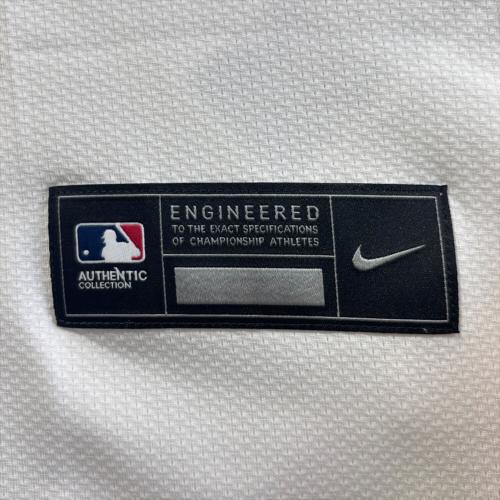 ENGINEERED
TO THE EXACT SPECIFICATIONS
OF CHAMPIONSHIP ATHLETES
AUTHENTIC
COLLECTION